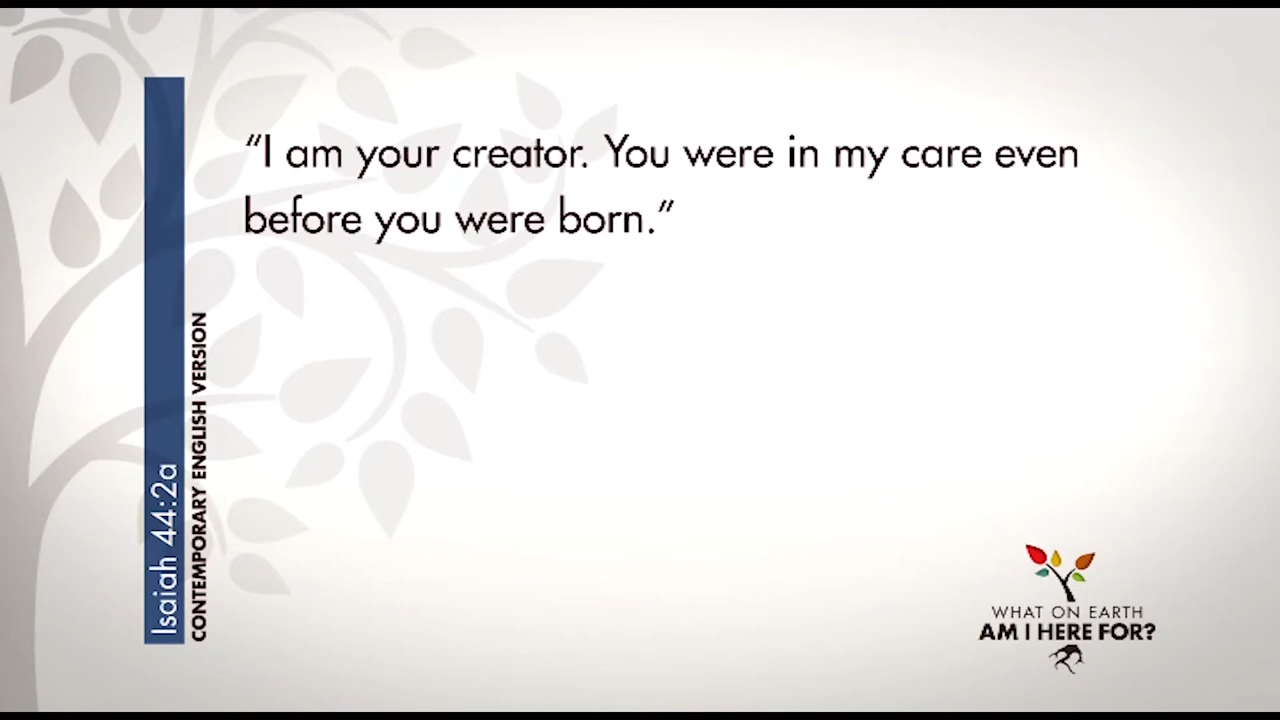 “I am your creator. You were in my care even
before you were born.”
Isaiah 44:2a
CONTEMPORARY ENGLISH VERSION
WHAT ON EARTH
AM I HERE FOR?